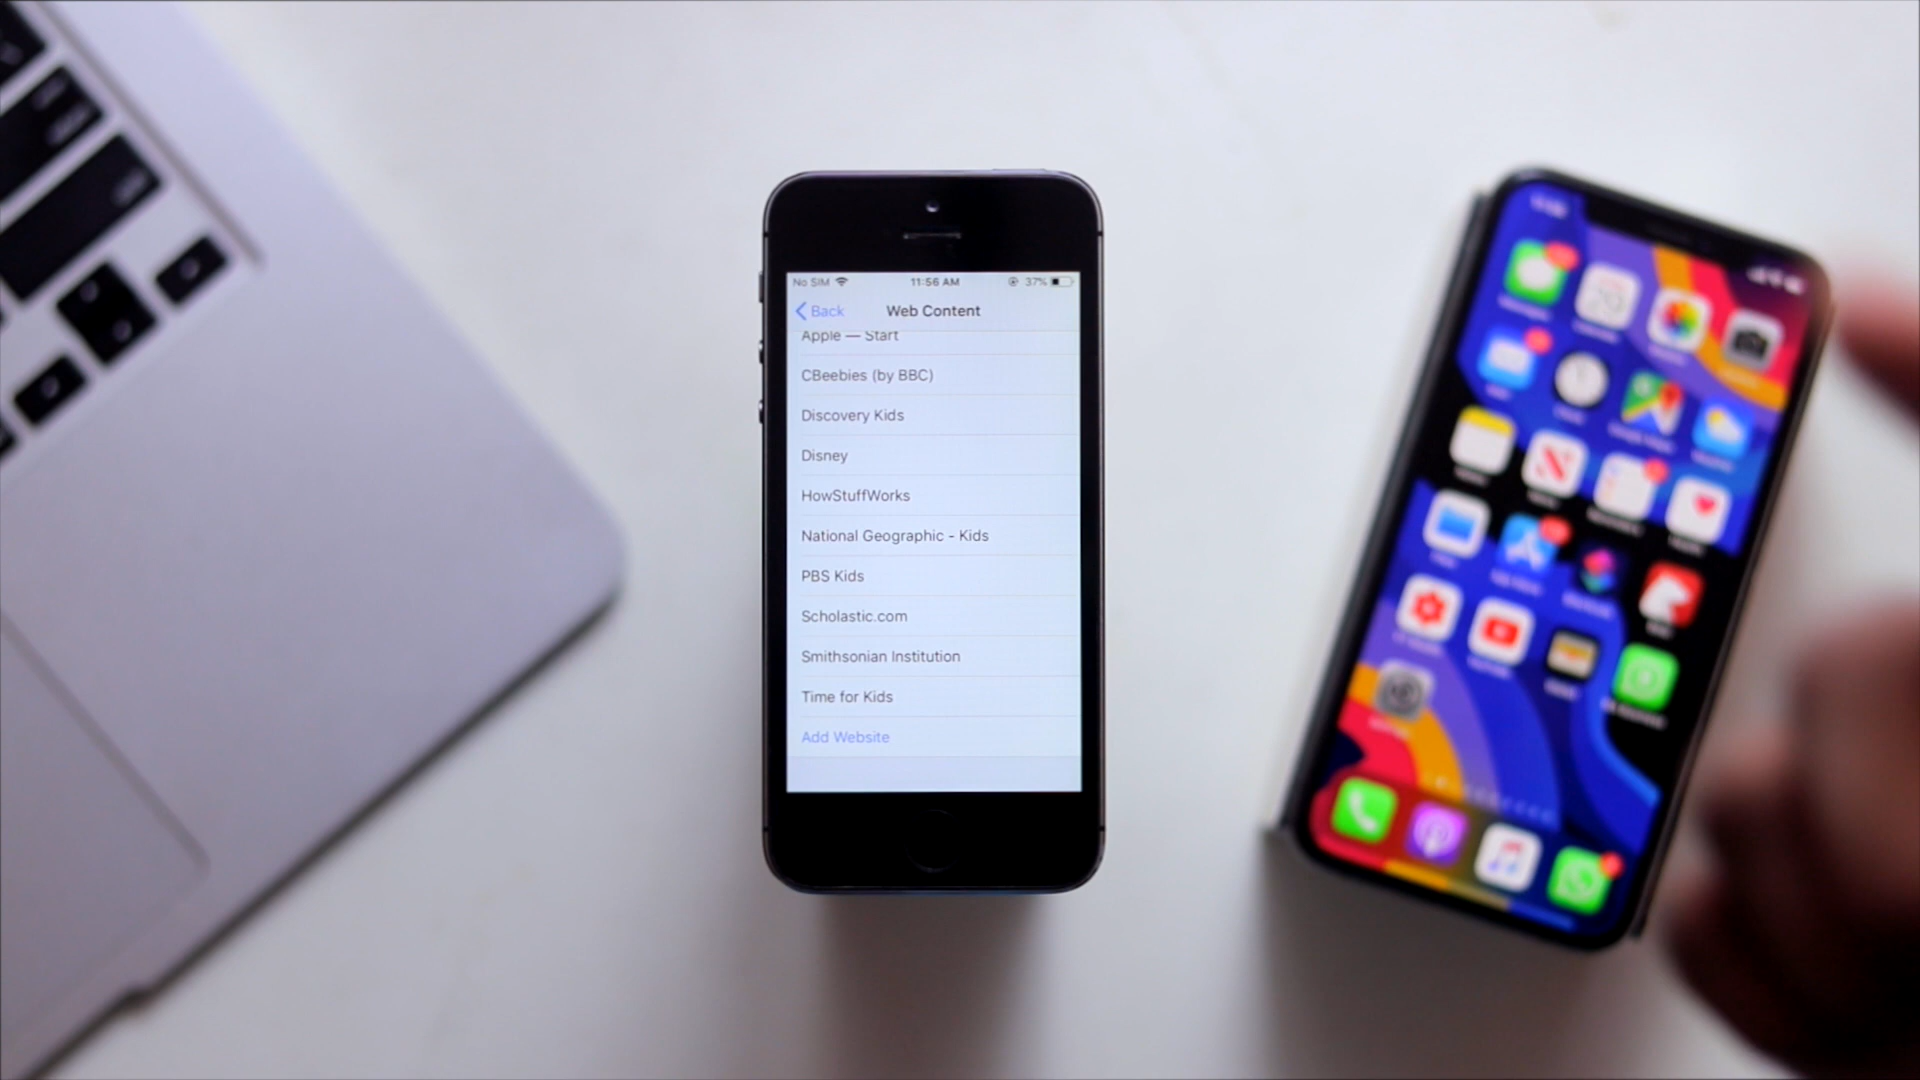 No SIM 11:56 AM 37%
Back Web Content
Apple — Start
CBeebies (by BBC)
Discovery Kids
Disney
HowStuffWorks
National Geographic - Kids
PBS Kids
Scholastic.com
Smithsonian Institution
Time for Kids
Add Website